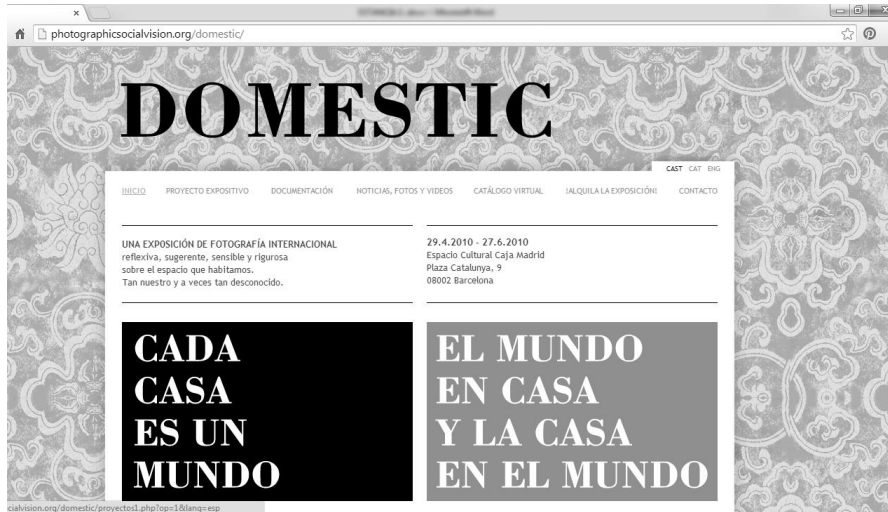 photographicsocialvision.org/domestic/
DOMESTIC
CAST CAT ENG
INICIO PROYECTO EXPOSITIVO DOCUMENTACIÓN NOTICIAS, FOTOS Y VIDEOS CATÁLOGO VIRTUAL ¡ALQUILA LA EXPOSICIÓN! CONTACTO
UNA EXPOSICIÓN DE FOTOGRAFÍA INTERNACIONAL
reflexiva, sugerente, sensible y rigurosa
sobre el espacio que habitamos.
Tan nuestro y a veces tan desconocido.
29.4.2010 - 27.6.2010
Espacio Cultural Caja Madrid
Plaza Catalunya, 9
08002 Barcelona
CADA
CASA
ES UN
MUNDO
EL MUNDO
EN CASA
Y LA CASA
EN EL MUNDO
cialvision.org/domestic/proyectos1.php?op=1&lang=esp